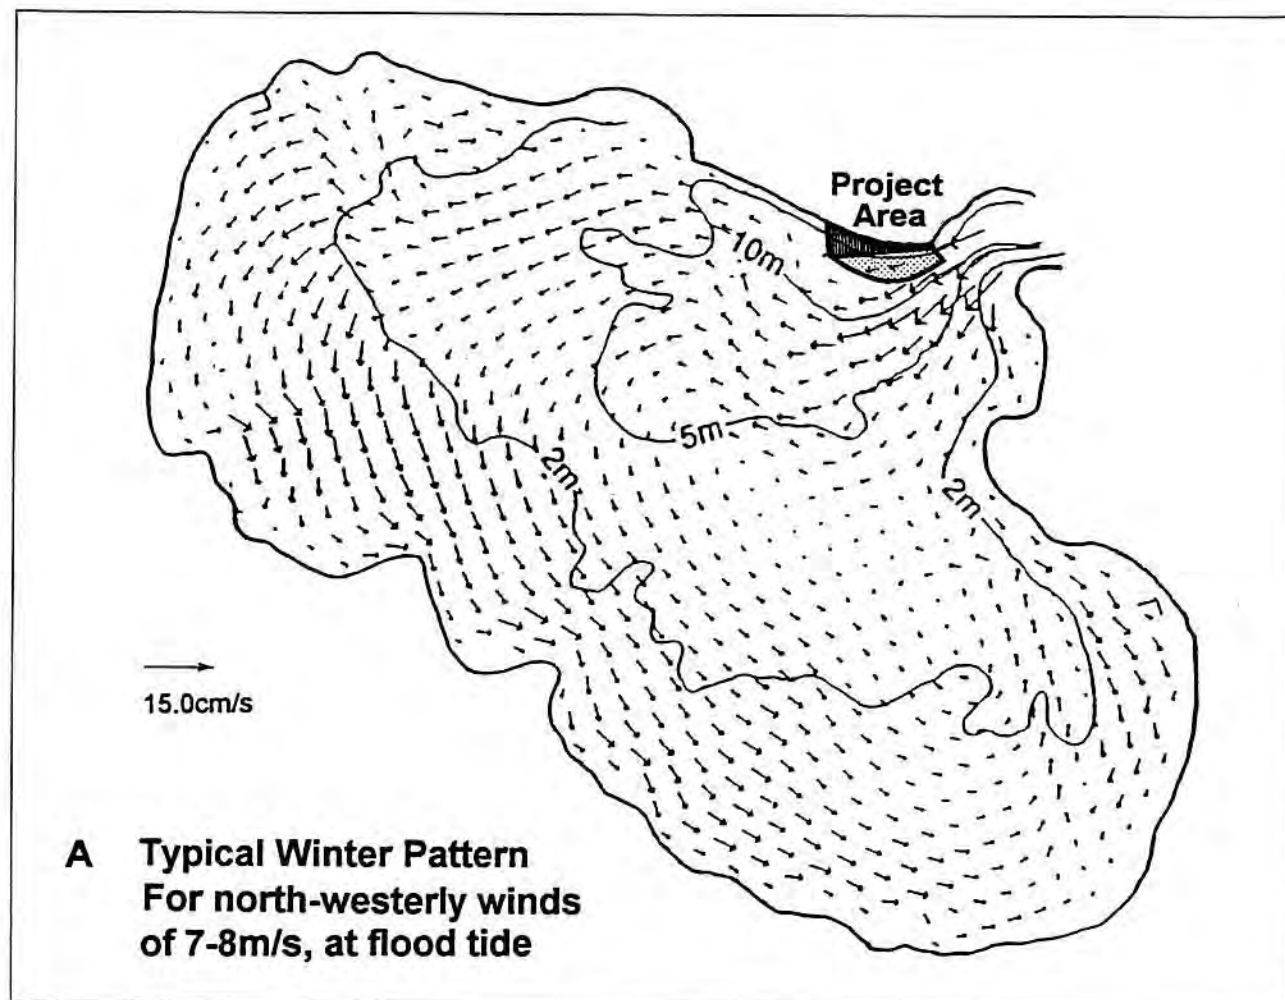 Project
Area
10m
5m
2m
2m
15.0cm/s
A Typical Winter Pattern
For north-westerly winds
of 7-8m/s, at flood tide